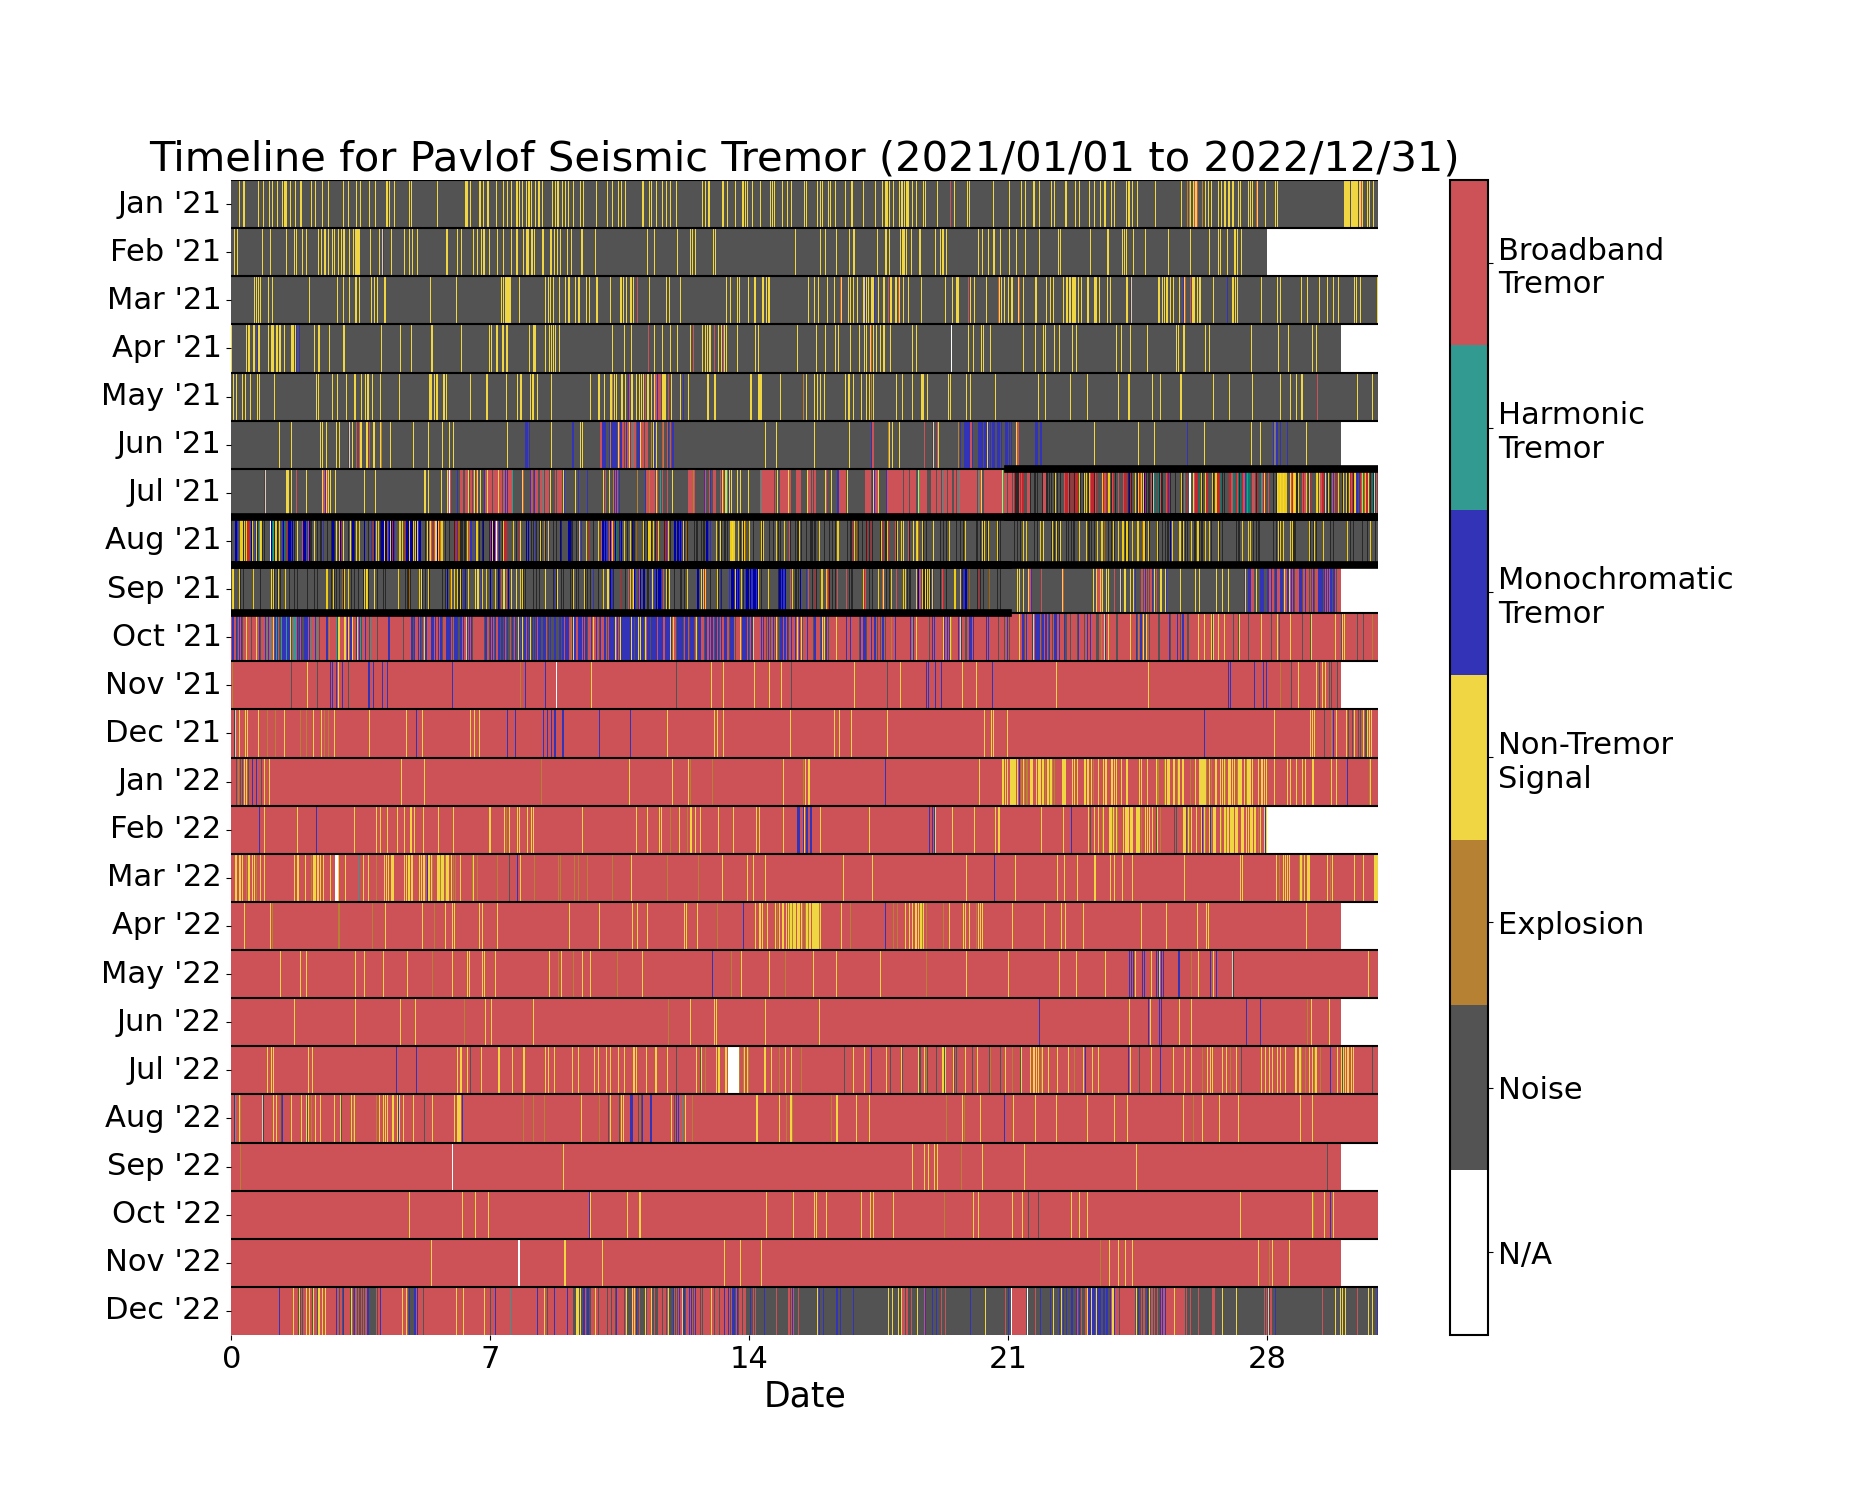 Timeline for Pavlof Seismic Tremor (2021/01/01 to 2022/12/31)
Jan '21
Feb '21
Mar '21
Apr '21
May '21
Jun '21
Jul '21
Aug '21
Sep '21
Oct '21
Nov '21
Dec '21
Jan '22
Feb '22
Mar '22
Apr '22
May '22
Jun '22
Jul '22
Aug '22
Sep '22
Oct '22
Nov '22
Dec '22
0 7 14 21 28
Date
Broadband
Tremor
Harmonic
Tremor
Monochromatic
Tremor
Non-Tremor
Signal
Explosion
Noise
N/A